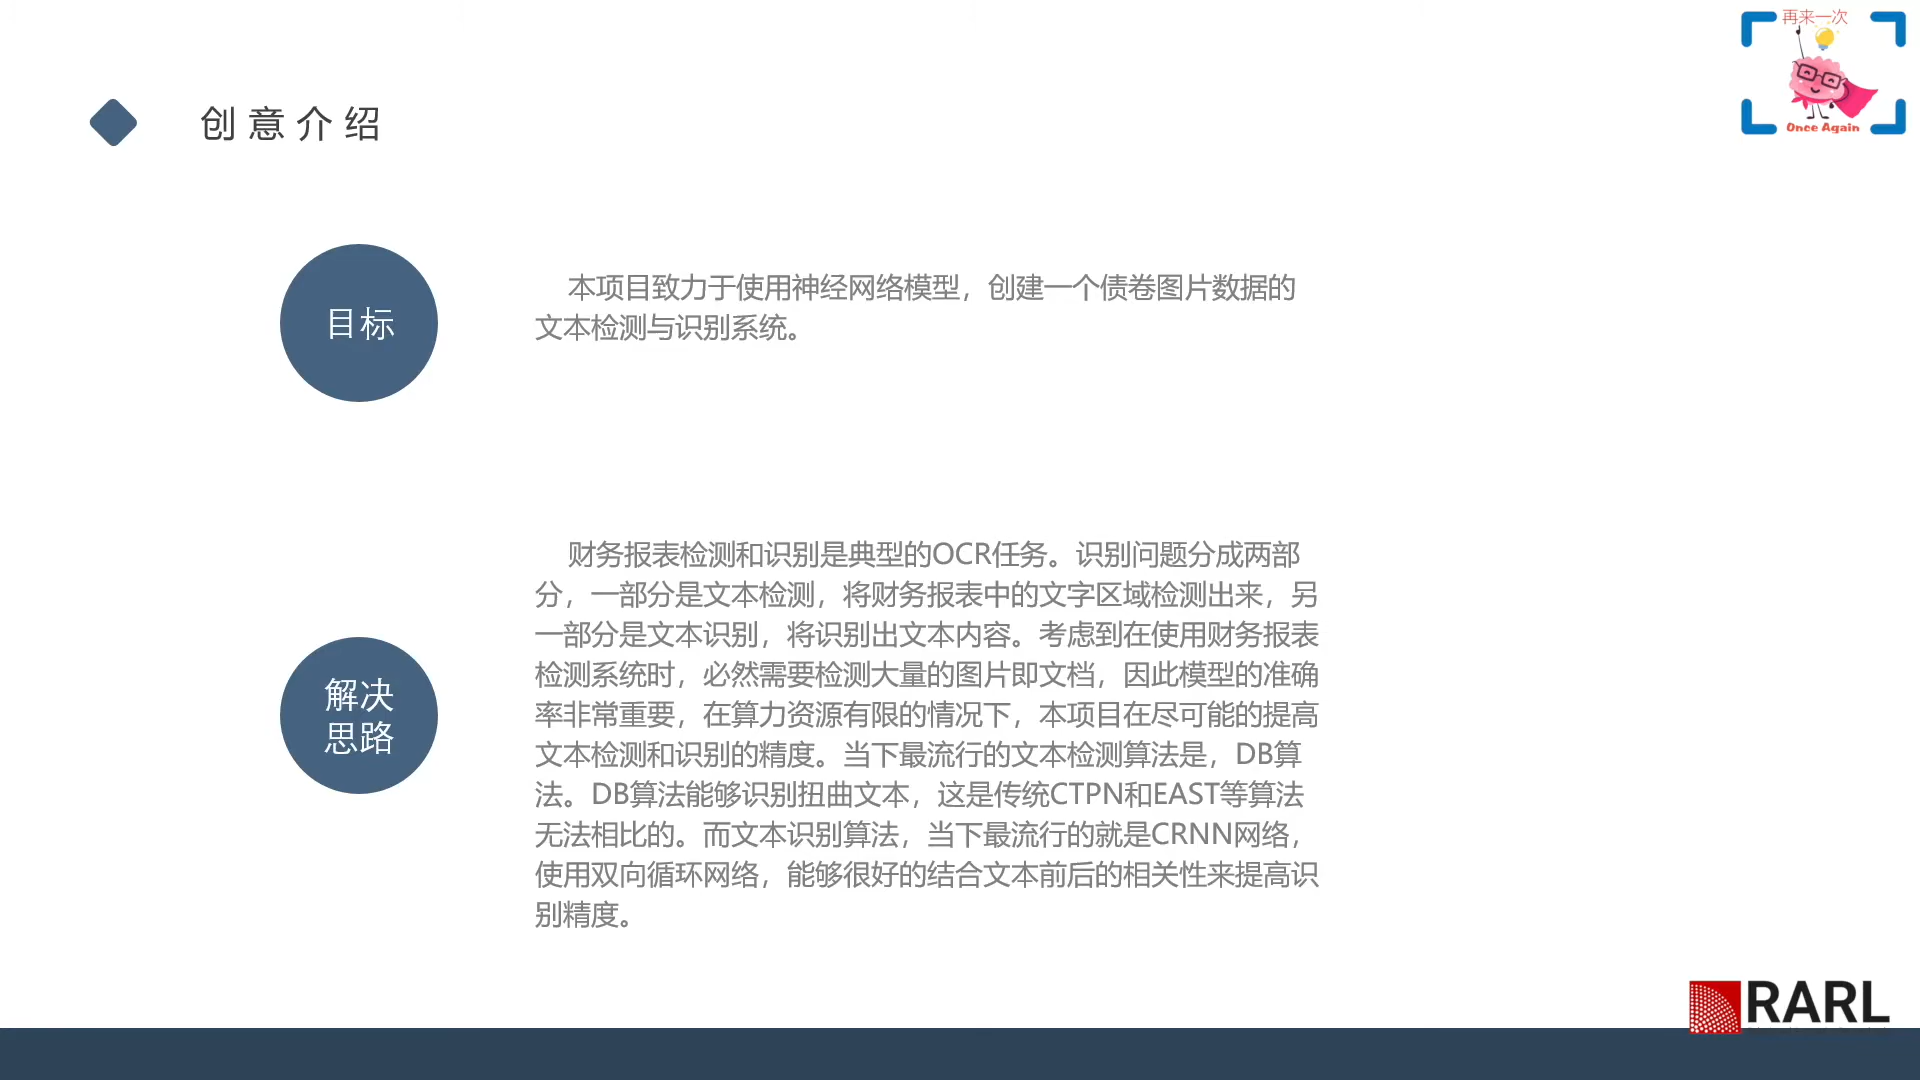 再来一次
Once Again
创意介绍
目标
本项目致力于使用神经网络模型，创建一个债卷图片数据的
文本检测与识别系统。
解决
思路
财务报表检测和识别是典型的OCR任务。识别问题分成两部
分，一部分是文本检测，将财务报表中的文字区域检测出来，另
一部分是文本识别，将识别出文本内容。考虑到在使用财务报表
检测系统时，必然需要检测大量的图片即文档，因此模型的准确
率非常重要，在算力资源有限的情况下，本项目在尽可能的提高
文本检测和识别的精度。当下最流行的文本检测算法是，DB算
法。DB算法能够识别扭曲文本，这是传统CTPN和EAST等算法
无法相比的。而文本识别算法，当下最流行的就是CRNN网络，
使用双向循环网络，能够很好的结合文本前后的相关性来提高识
别精度。
RARL